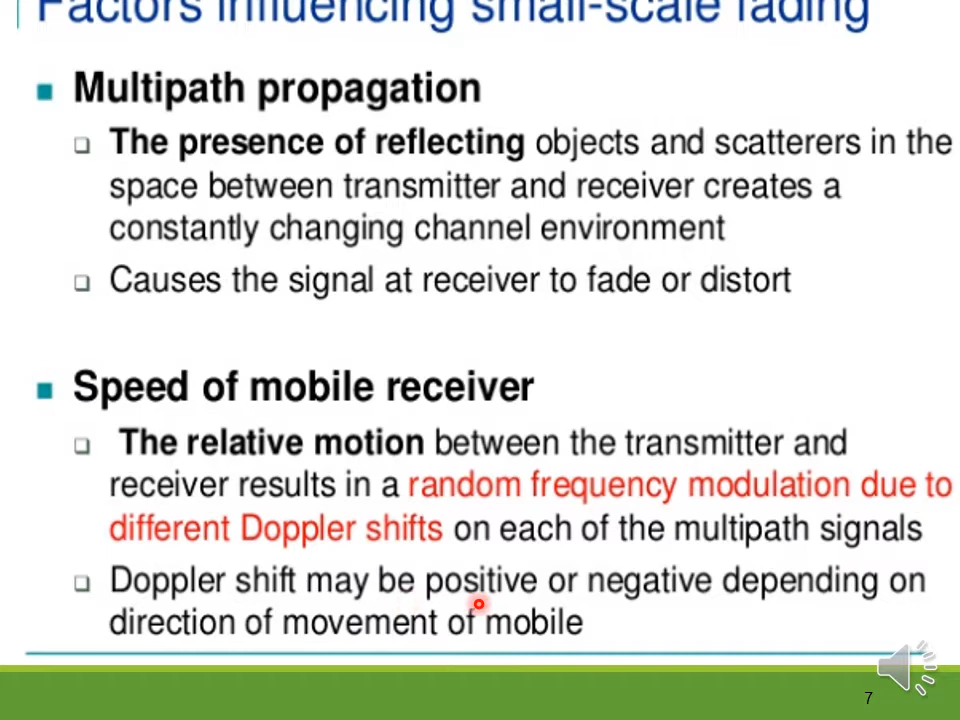 Factors influencing small-scale fading
Multipath propagation
The presence of reflecting objects and scatterers in the
space between transmitter and receiver creates a
constantly changing channel environment
Causes the signal at receiver to fade or distort
Speed of mobile receiver
The relative motion between the transmitter and
receiver results in a random frequency modulation due to
different Doppler shifts on each of the multipath signals
Doppler shift may be positive or negative depending on
direction of movement of mobile
7